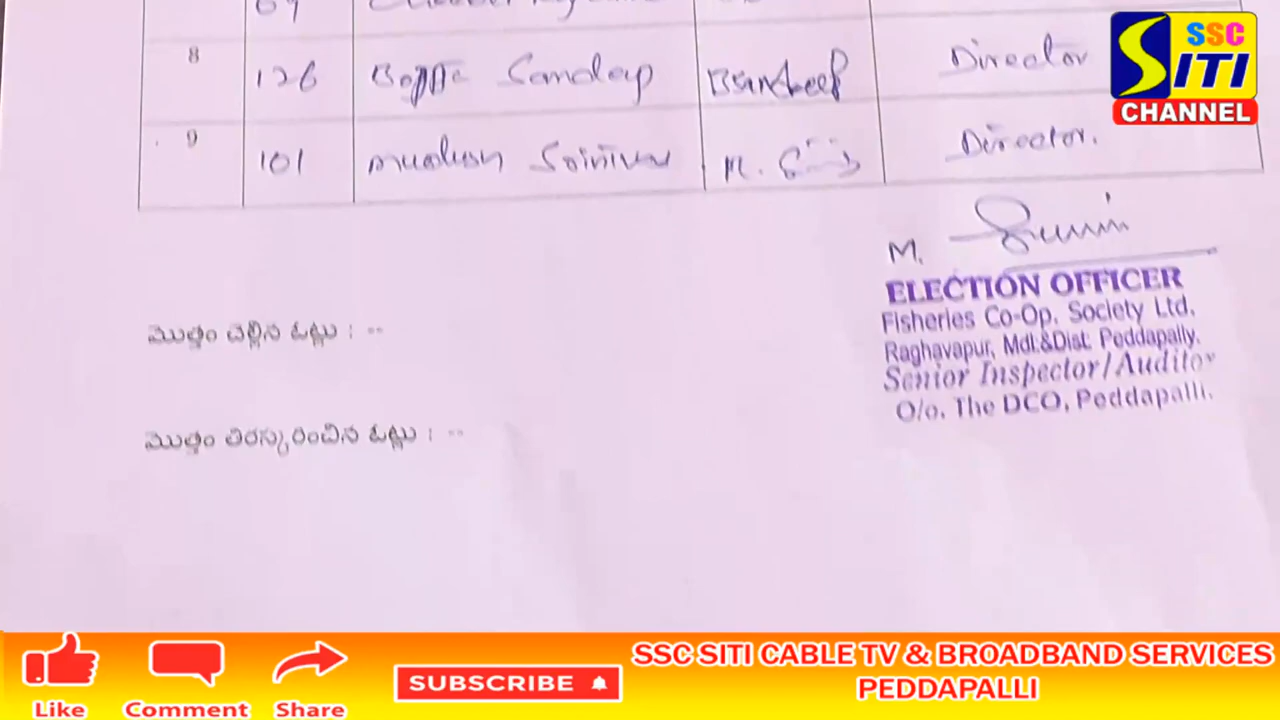 8 126 Sandeep BSandeep Director
9 101 M. Director.
M.
ELECTION OFFICER
Fisheries Co-Op. Society Ltd.
Raghavapur, Mdl.&Dist. Peddapally.
Senior Inspector/Auditor
O/o. The DCO, Peddapalli.
మొత్తం చెల్లిన ఓట్లు : --
మొత్తం తిరస్కరించిన ఓట్లు : --
SSC
SITI
CHANNEL
Like
Comment
Share
SUBSCRIBE
SSC SITI CABLE TV & BROADBAND SERVICES
PEDDAPALLI